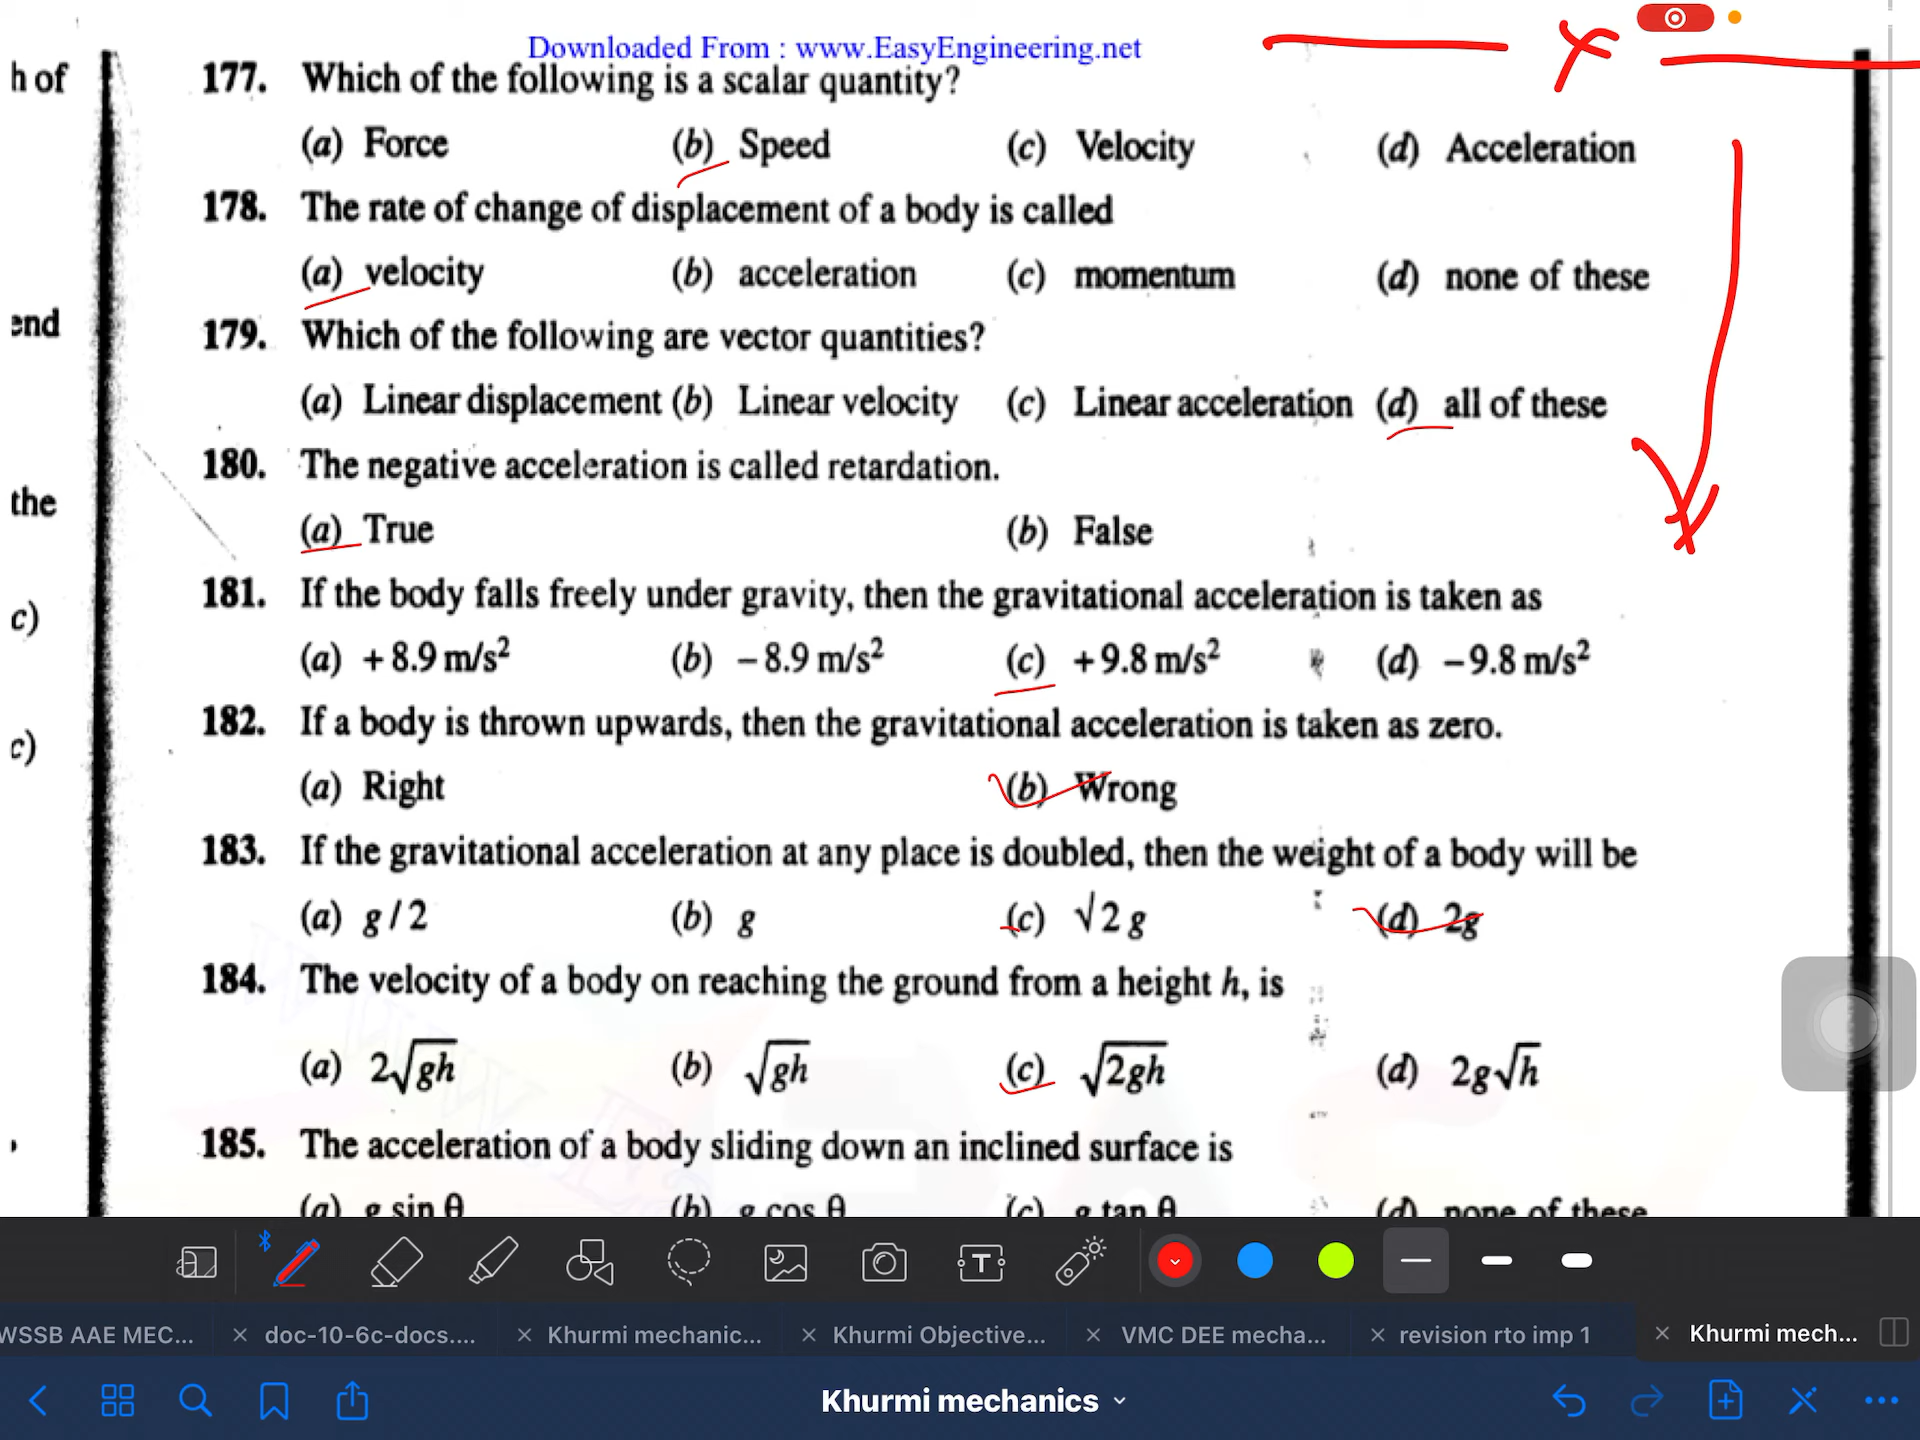 Downloaded From : www.EasyEngineering.net
h of
177. Which of the following is a scalar quantity?
(a) Force (b) Speed (c) Velocity (d) Acceleration
178. The rate of change of displacement of a body is called
(a) velocity (b) acceleration (c) momentum (d) none of these
end
179. Which of the following are vector quantities?
(a) Linear displacement (b) Linear velocity (c) Linear acceleration (d) all of these
180. The negative acceleration is called retardation.
the
(a) True (b) False
181. If the body falls freely under gravity, then the gravitational acceleration is taken as
c)
(a) + 8.9 m/s² (b) – 8.9 m/s² (c) +9.8 m/s² (d) –9.8 m/s²
182. If a body is thrown upwards, then the gravitational acceleration is taken as zero.
c)
(a) Right (b) Wrong
183. If the gravitational acceleration at any place is doubled, then the weight of a body will be
(a) g / 2 (b) g (c) √2 g (d) 2g
184. The velocity of a body on reaching the ground from a height h, is
(a) 2√gh (b) √gh (c) √2gh (d) 2g√h
185. The acceleration of a body sliding down an inclined surface is
(a) g sin θ (b) g cos θ (c) g tan θ (d) none of these
WSSB AAE MEC... × doc-10-6c-docs.... × Khurmi mechanic... × Khurmi Objective... × VMC DEE mecha... × revision rto imp 1 × Khurmi mech...
Khurmi mechanics